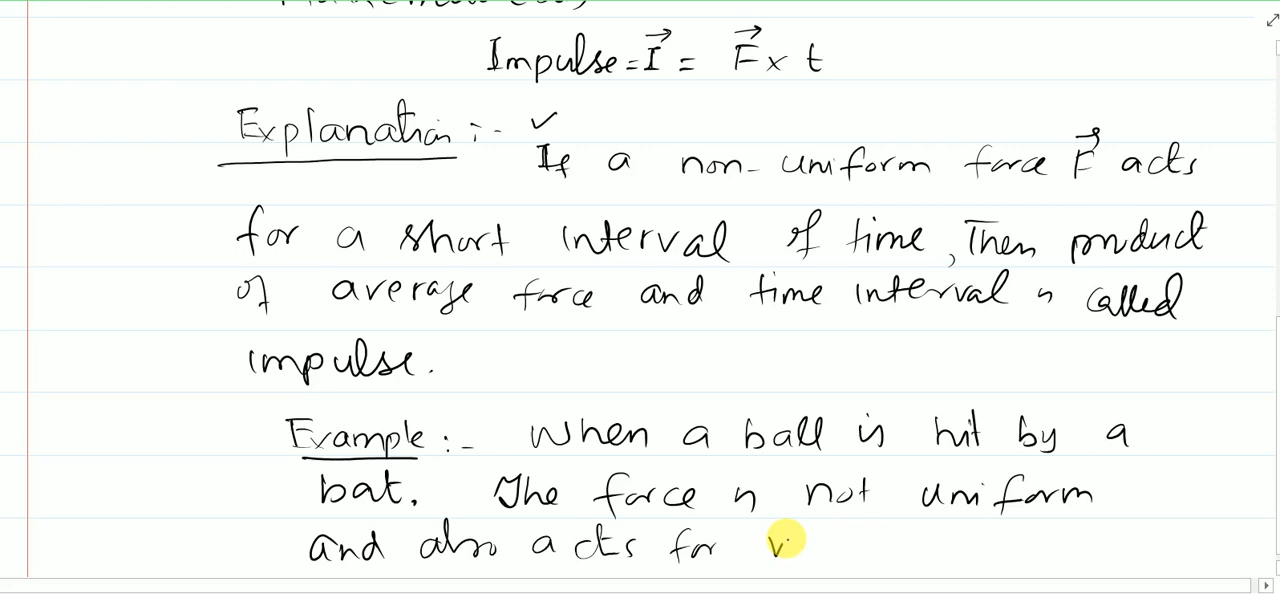 Impulse = I⃗ = F⃗ x t
Explanation :- ✓
If a non-uniform force F⃗ acts
for a short interval of time, Then product
of average force and time interval is called
impulse.
Example :- When a ball is hit by a
bat. The force is not uniform
and also acts for